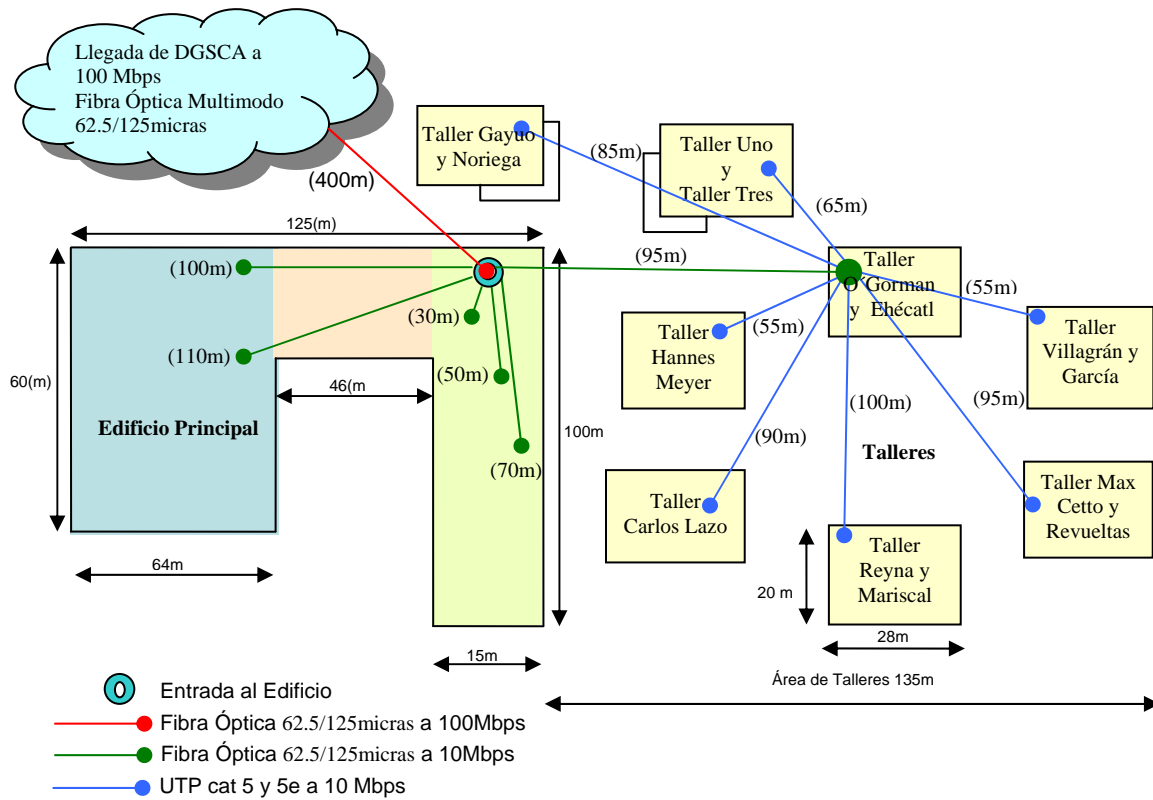 Llegada de DGSCA a
100 Mbps
Fibra Óptica Multimodo
62.5/125micras
(400m)
Taller Gayuo
y Noriega
(85m)
Taller Uno
y
Taller Tres
(65m)
125(m)
(95m)
(100m)
(30m)
(110m)
(50m)
(70m)
60(m)
46(m
Edificio Principal
100m
64m
15m
Taller
O´Gorman
y Ehécatl
(55m)
Taller
Hannes
Meyer
(55m)
Taller
Villagrán y
García
(90m)
(100m)
(95m)
Talleres
Taller
Carlos Lazo
Taller Max
Cetto y
Revueltas
Taller
Reyna y
Mariscal
20 m
28m
Área de Talleres 135m
Entrada al Edificio
Fibra Óptica 62.5/125micras a 100Mbps
Fibra Óptica 62.5/125micras a 10Mbps
UTP cat 5 y 5e a 10 Mbps